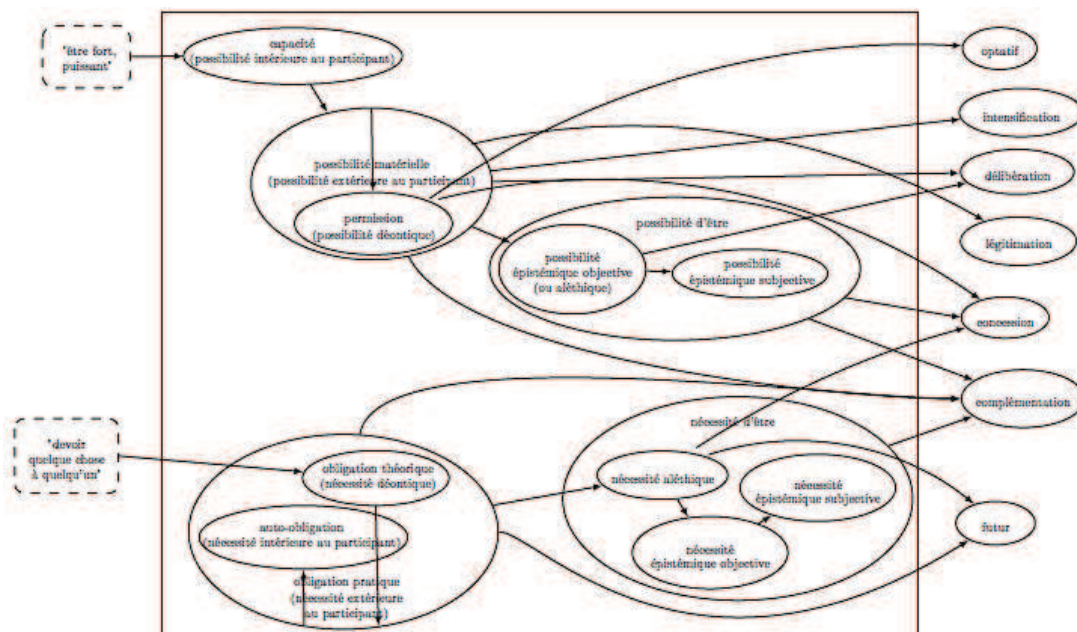 'être fort,
puissant'
capacité
(possibilité intérieure au participant)
possibilité matérielle
(possibilité extérieure au participant)
permission
(possibilité déontique)
possibilité d'être
possibilité
épistémique objective
(ou aléthique)
possibilité
épistémique subjective
optatif
intensification
délibération
légitimation
concession
complémentation
'devoir
quelque chose
à quelqu'un'
obligation théorique
(nécessité déontique)
auto-obligation
(nécessité intérieure au participant)
obligation pratique
(nécessité extérieure
au participant)
nécessité d'être
nécessité aléthique
nécessité
épistémique subjective
nécessité
épistémique objective
futur